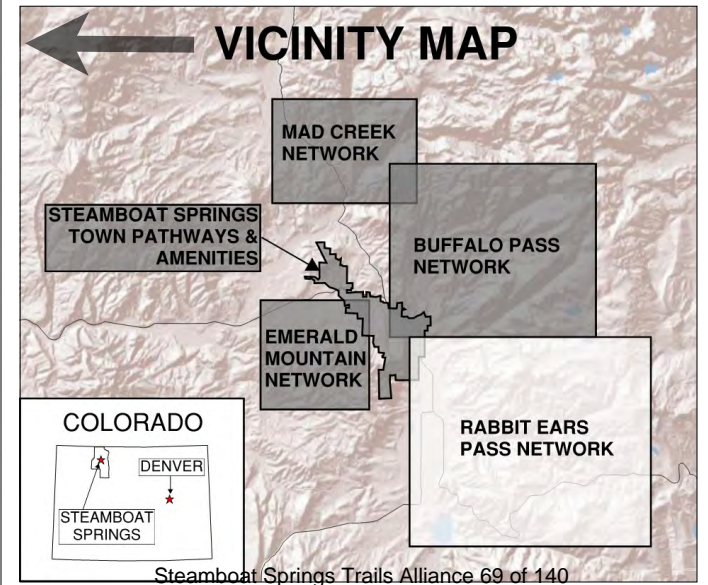 VICINITY MAP
MAD CREEK
NETWORK
STEAMBOAT SPRINGS
TOWN PATHWAYS &
AMENITIES
BUFFALO PASS
NETWORK
EMERALD
MOUNTAIN
NETWORK
RABBIT EARS
PASS NETWORK
COLORADO
DENVER
STEAMBOAT
SPRINGS
Steamboat Springs Trails Alliance 69 of 140